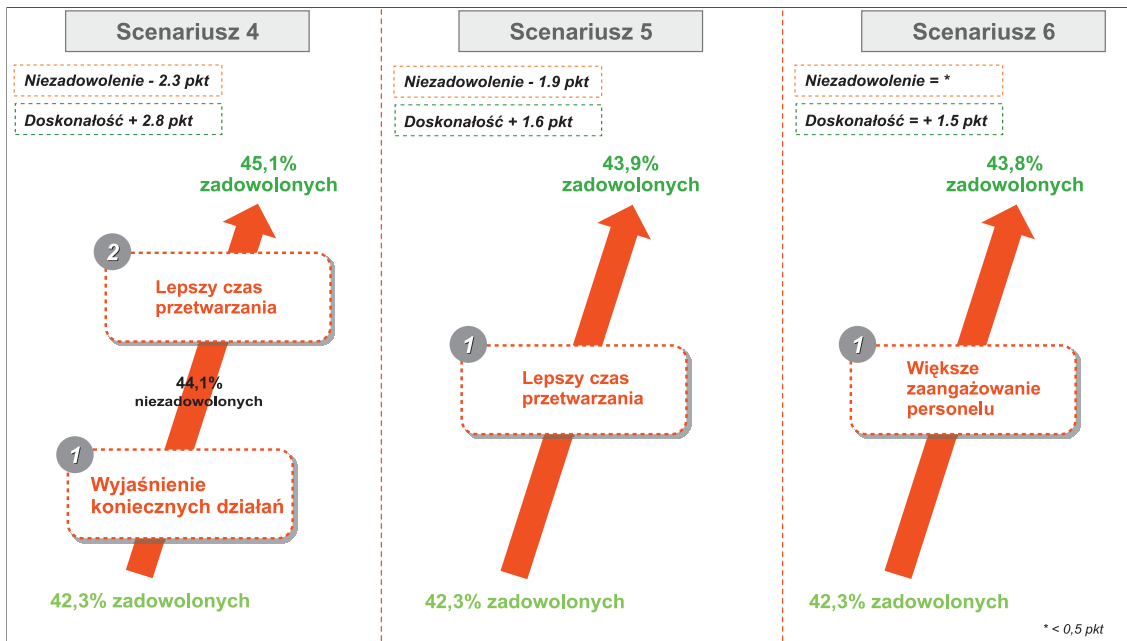 Scenariusz 4
Niezadowolenie - 2.3 pkt
Doskonałość + 2.8 pkt
45,1%
zadowolonych
2
Lepszy czas
przetwarzania
44,1%
niezadowolonych
1
Wyjaśnienie
koniecznych działań
42,3% zadowolonych
Scenariusz 5
Niezadowolenie - 1.9 pkt
Doskonałość + 1.6 pkt
43,9%
zadowolonych
1
Lepszy czas
przetwarzania
42,3% zadowolonych
Scenariusz 6
Niezadowolenie = *
Doskonałość = + 1.5 pkt
43,8%
zadowolonych
1
Większe
zaangażowanie
personelu
42,3% zadowolonych
* < 0,5 pkt